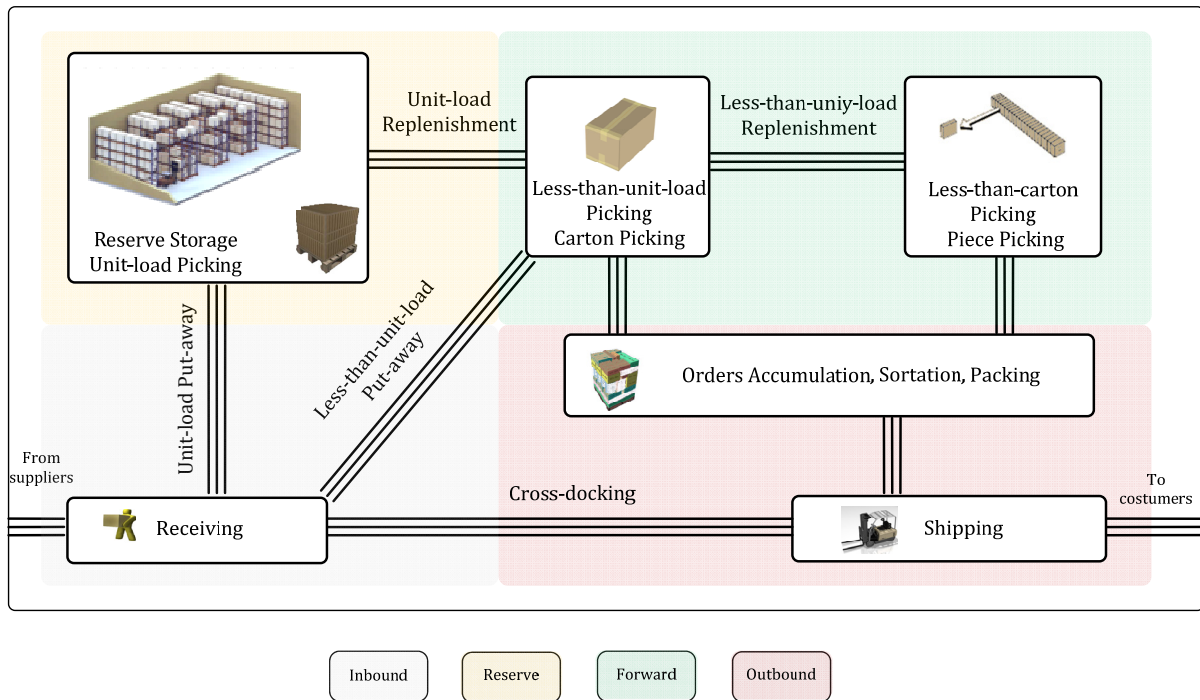 Unit-load
Replenishment
Less-than-uniy-load
Replenishment
Reserve Storage
Unit-load Picking
Less-than-unit-load
Picking
Carton Picking
Less-than-carton
Picking
Piece Picking
Unit-load Put-away
Less-than-unit-load
Put-away
Orders Accumulation, Sortation, Packing
From
suppliers
Receiving
Cross-docking
Shipping
To
costumers
Inbound
Reserve
Forward
Outbound